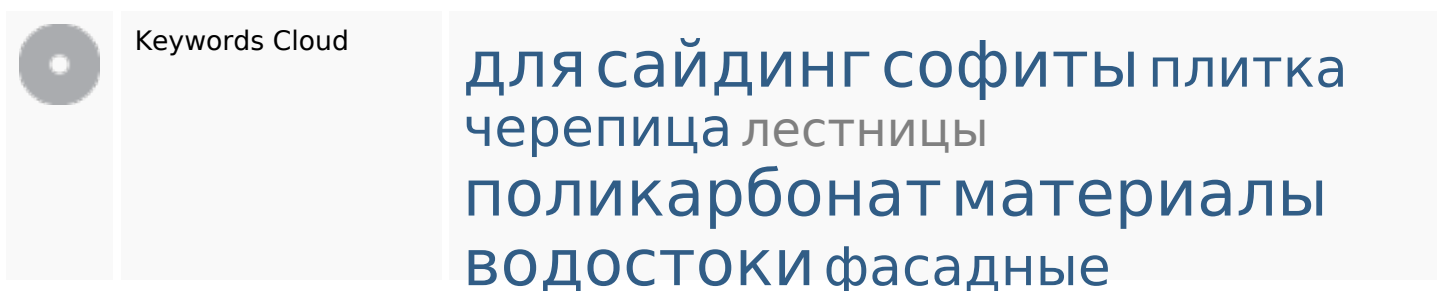 Keywords Cloud
для сайдинг софиты плитка
черепица лестницы
поликарбонат материалы
водостоки фасадные